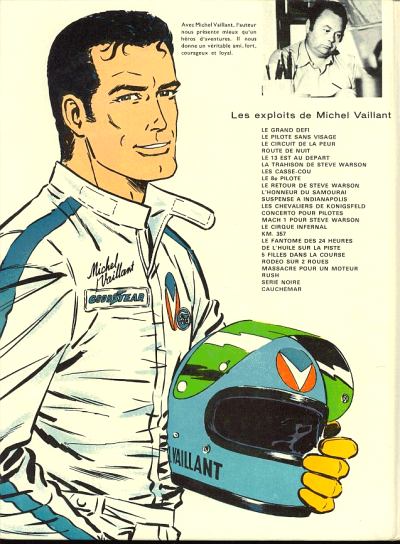 Avec Michel Vaillant, l'auteur
nous présente mieux qu'un
héros d'aventures. Il nous
donne un véritable ami, fort,
courageux et loyal.
Les exploits de Michel Vaillant
LE GRAND DEFI
LE PILOTE SANS VISAGE
LE CIRCUIT DE LA PEUR
ROUTE DE NUIT
LE 13 EST AU DEPART
LA TRAHISON DE STEVE WARSON
LES CASSE-COU
LE 8e PILOTE
LE RETOUR DE STEVE WARSON
L'HONNEUR DU SAMOURAI
SUSPENSE A INDIANAPOLIS
LES CHEVALIERS DE KONIGSFELD
CONCERTO POUR PILOTES
MACH 1 POUR STEVE WARSON
LE CIRQUE INFERNAL
KM. 357
LE FANTOME DES 24 HEURES
DE L'HUILE SUR LA PISTE
5 FILLES DANS LA COURSE
RODEO SUR 2 ROUES
MASSACRE POUR UN MOTEUR
RUSH
SERIE NOIRE
CAUCHEMAR
Michel
Vaillant
GOODYEAR
VAILLANT